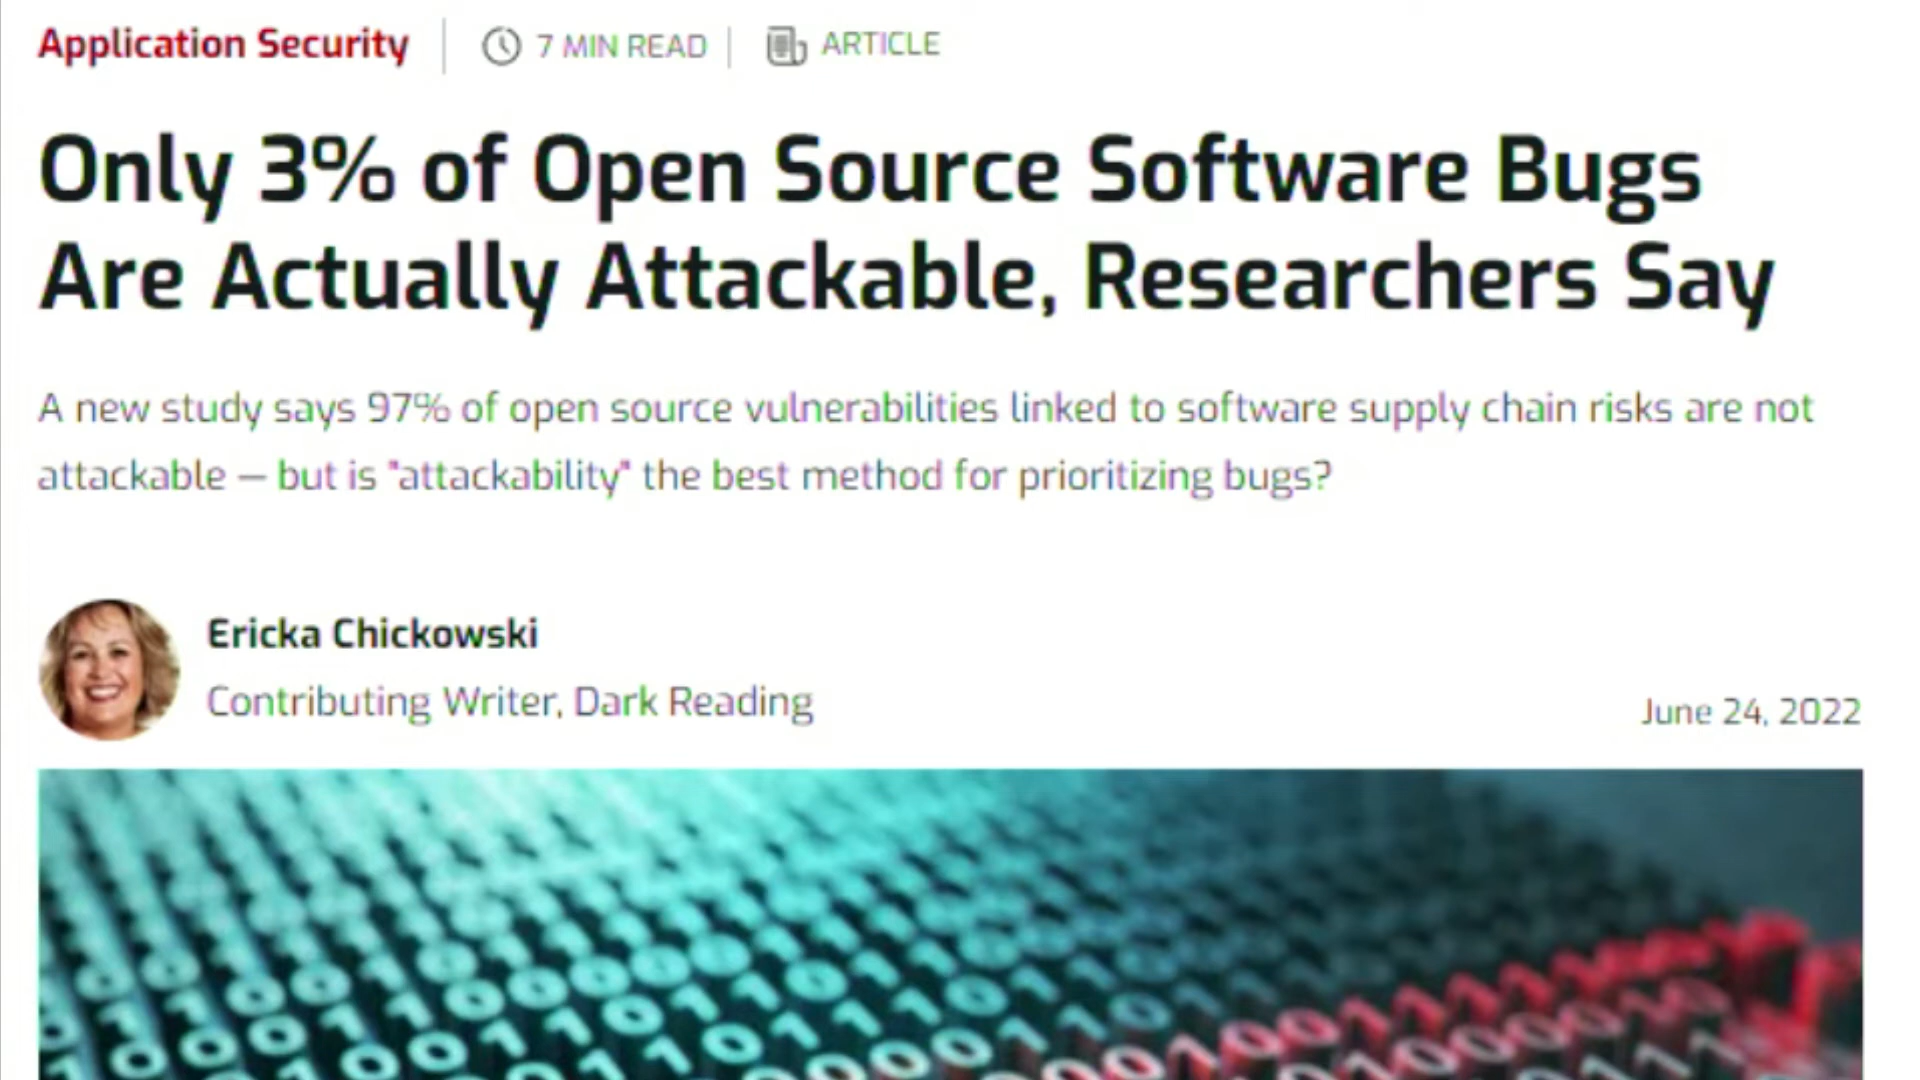 Application Security
7 MIN READ
ARTICLE
Only 3% of Open Source Software Bugs
Are Actually Attackable, Researchers Say
A new study says 97% of open source vulnerabilities linked to software supply chain risks are not
attackable — but is "attackability" the best method for prioritizing bugs?
Ericka Chickowski
Contributing Writer, Dark Reading
June 24, 2022